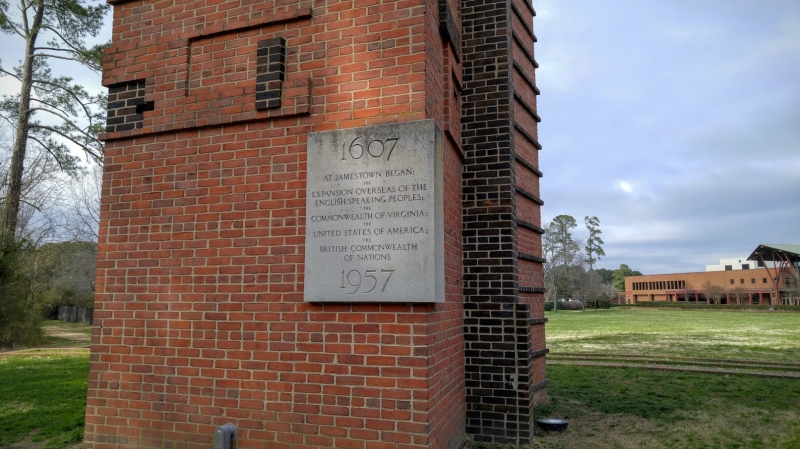 1607
AT JAMESTOWN BEGAN:
THE
EXPANSION OVERSEAS OF THE
ENGLISH-SPEAKING PEOPLES;
THE
COMMONWEALTH OF VIRGINIA;
THE
UNITED STATES OF AMERICA;
THE
BRITISH COMMONWEALTH
OF NATIONS
1957